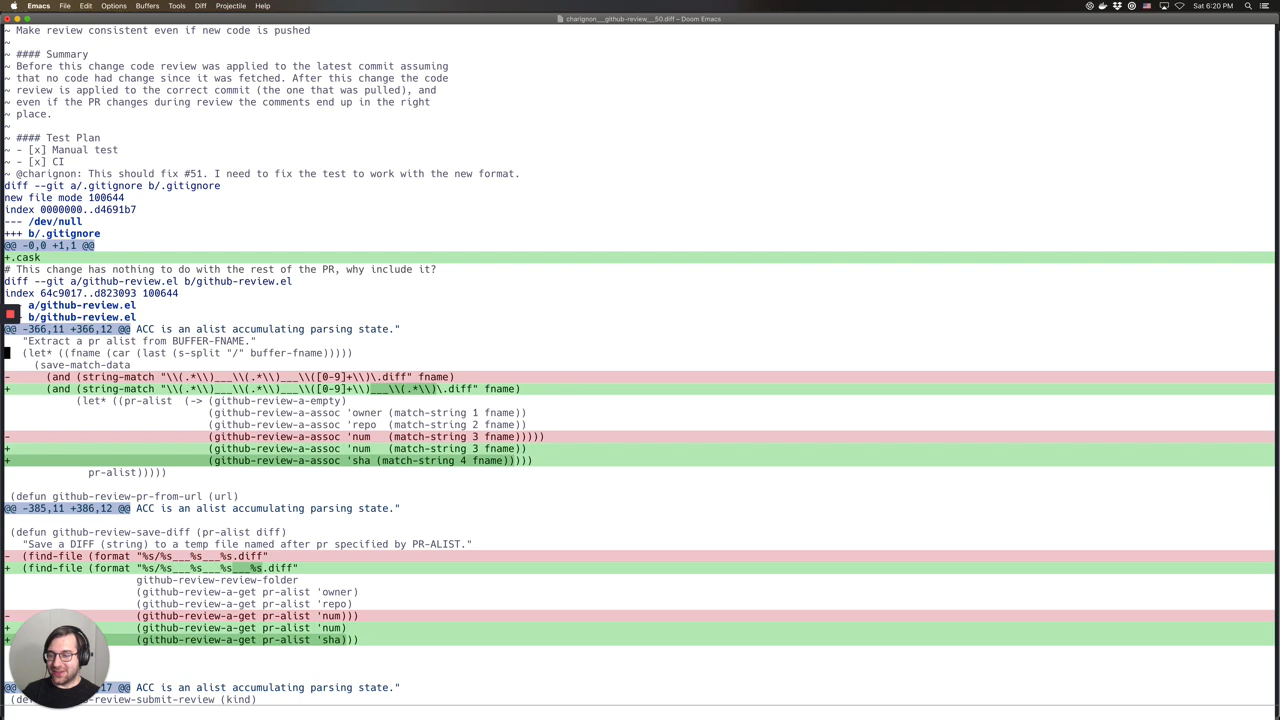 Emacs File Edit Options Buffers Tools Diff Projectile Help
Sat 6:20 PM
charignon___github-review__50.diff – Doom Emacs
~ Make review consistent even if new code is pushed
~
~ #### Summary
~ Before this change code review was applied to the latest commit assuming
~ that no code had change since it was fetched. After this change the code
~ review is applied to the correct commit (the one that was pulled), and
~ even if the PR changes during review the comments end up in the right
~ place.
~
~ #### Test Plan
~ - [x] Manual test
~ - [x] CI
~ @charignon: This should fix #51. I need to fix the test to work with the new format.
diff --git a/.gitignore b/.gitignore
new file mode 100644
index 0000000..d4691b7
--- /dev/null
+++ b/.gitignore
@@ -0,0 +1,1 @@
+.cask
# This change has nothing to do with the rest of the PR, why include it?
diff --git a/github-review.el b/github-review.el
index 64c9017..d823093 100644
a/github-review.el
b/github-review.el
@@ -366,11 +366,12 @@ ACC is an alist accumulating parsing state."
"Extract a pr alist from BUFFER-FNAME."
(let* ((fname (car (last (s-split "/" buffer-fname)))))
(save-match-data
- (and (string-match "\\(.*\\)___\\(.*\\)___\\([0-9]+\\)\.diff" fname)
+ (and (string-match "\\(.*\\)___\\(.*\\)___\\([0-9]+\\)___\\(.*\\)\.diff" fname)
(let* ((pr-alist (-> (github-review-a-empty)
(github-review-a-assoc 'owner (match-string 1 fname))
(github-review-a-assoc 'repo (match-string 2 fname))
- (github-review-a-assoc 'num (match-string 3 fname)))))
+ (github-review-a-assoc 'num (match-string 3 fname))
+ (github-review-a-assoc 'sha (match-string 4 fname)))))
pr-alist)))))
(defun github-review-pr-from-url (url)
@@ -385,11 +386,12 @@ ACC is an alist accumulating parsing state."
(defun github-review-save-diff (pr-alist diff)
"Save a DIFF (string) to a temp file named after pr specified by PR-ALIST."
- (find-file (format "%s/%s___%s___%s.diff"
+ (find-file (format "%s/%s___%s___%s___%s.diff"
github-review-review-folder
(github-review-a-get pr-alist 'owner)
(github-review-a-get pr-alist 'repo)
- (github-review-a-get pr-alist 'num)))
+ (github-review-a-get pr-alist 'num)
+ (github-review-a-get pr-alist 'sha)))
17 @@ ACC is an alist accumulating parsing state."
-review-submit-review (kind)